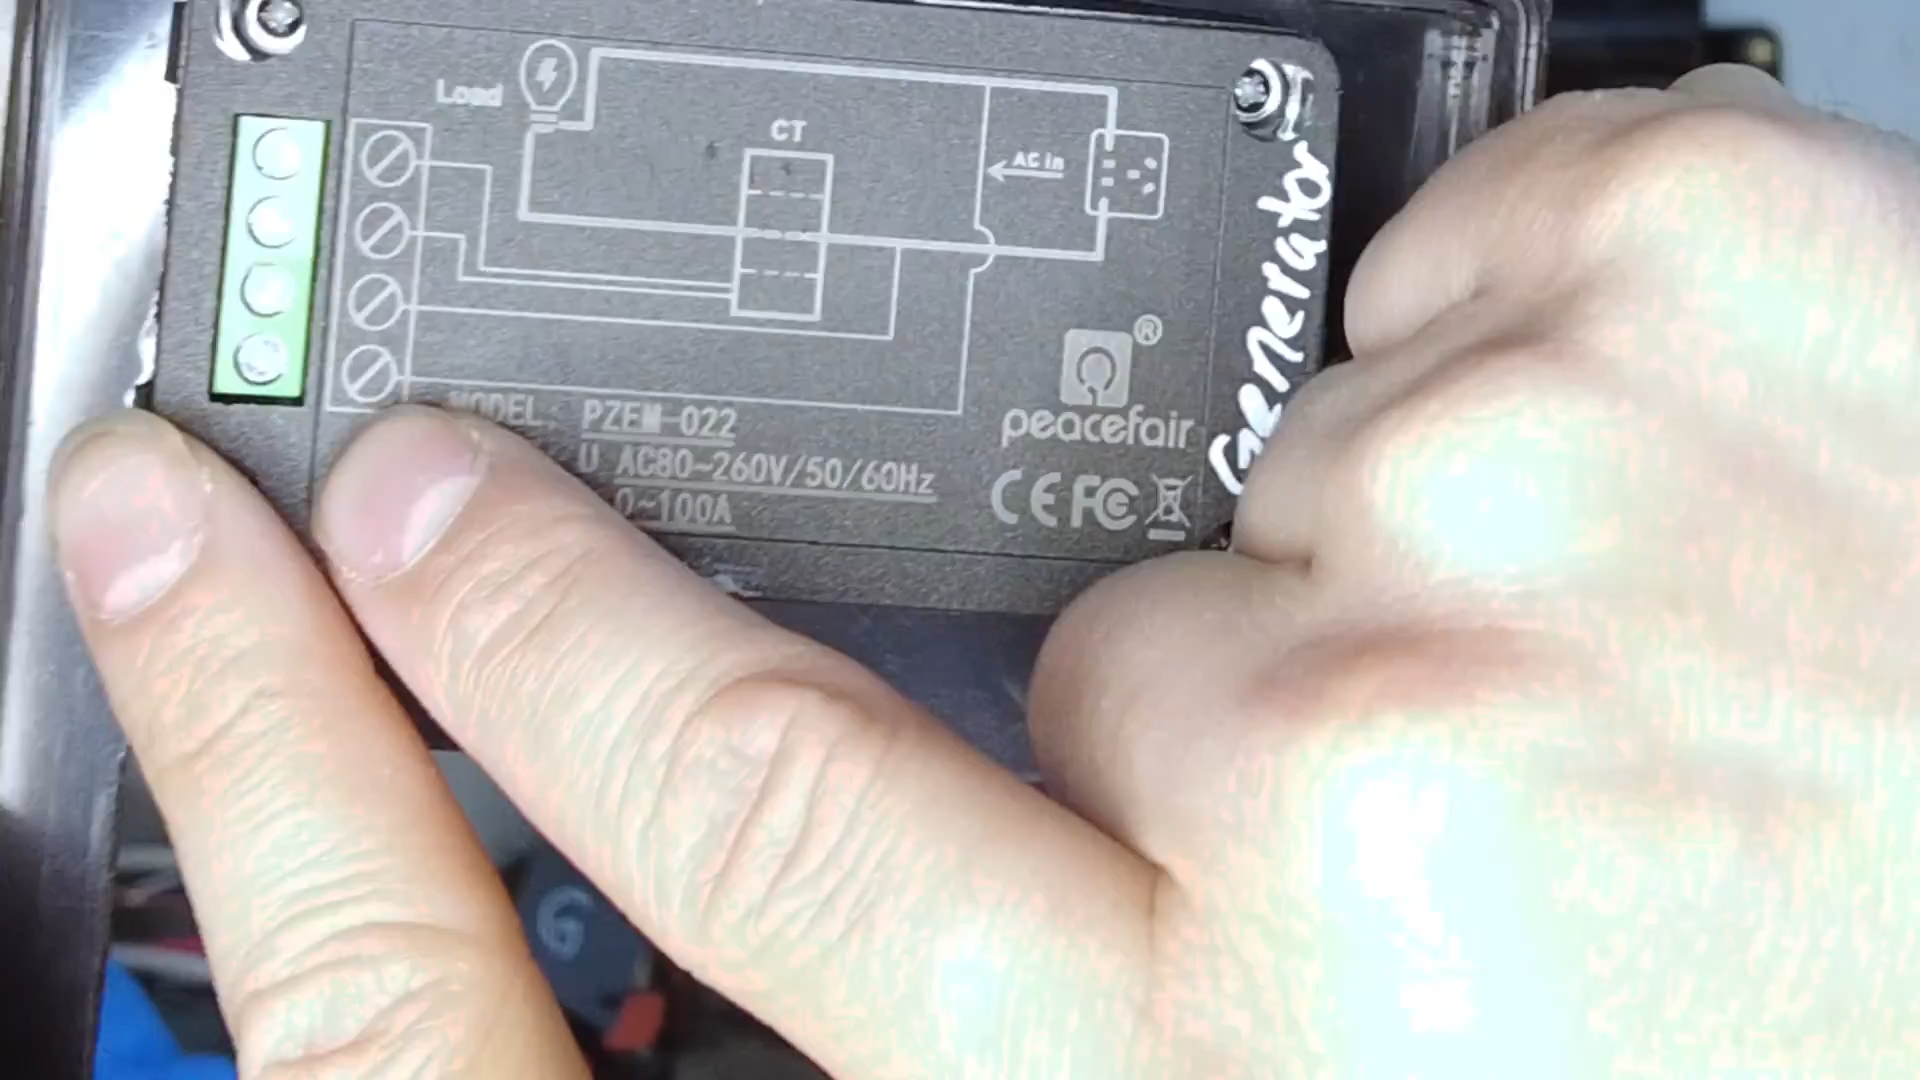 Load
CT
AC in
MODEL: PZEM-022
U AC80~260V/50/60Hz
0~100A
®
peacefair
CE FC
Generator
G